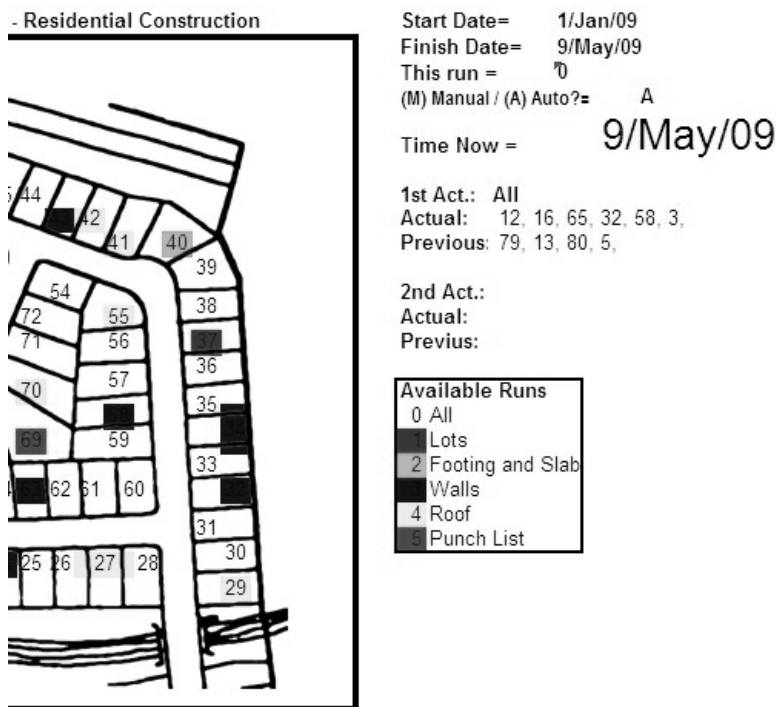 - Residential Construction
Start Date= 1/Jan/09
Finish Date= 9/May/09
This run = 0
(M) Manual / (A) Auto?= A
Time Now = 9/May/09
1st Act.: All
Actual: 12, 16, 65, 32, 58, 3,
Previous: 79, 13, 80, 5,
2nd Act.:
Actual:
Previus:
Available Runs
0 All
1 Lots
2 Footing and Slab
3 Walls
4 Roof
5 Punch List
44
42
41
40
39
54
38
72
55
71
56
37
36
57
70
35
58
34
69
59
33
63
62
61
60
32
31
30
25
26
27
28
29